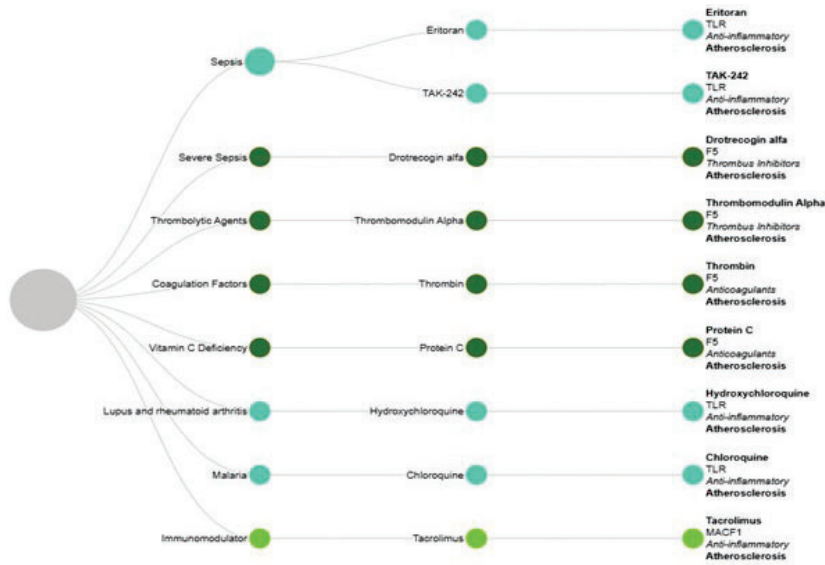 Sepsis
Eritoran
Eritoran
TLR
Anti-inflammatory
Atherosclerosis
TAK-242
TAK-242
TLR
Anti-inflammatory
Atherosclerosis
Severe Sepsis
Drotrecogin alfa
Drotrecogin alfa
F5
Thrombus Inhibitors
Atherosclerosis
Thrombolytic Agents
Thrombomodulin Alpha
Thrombomodulin Alpha
F5
Thrombus Inhibitors
Atherosclerosis
Coagulation Factors
Thrombin
Thrombin
F5
Anticoagulants
Atherosclerosis
Vitamin C Deficiency
Protein C
Protein C
F5
Anticoagulants
Atherosclerosis
Lupus and rheumatoid arthritis
Hydroxychloroquine
Hydroxychloroquine
TLR
Anti-inflammatory
Atherosclerosis
Malaria
Chloroquine
Chloroquine
TLR
Anti-inflammatory
Atherosclerosis
Immunomodulator
Tacrolimus
Tacrolimus
MACF1
Anti-inflammatory
Atherosclerosis